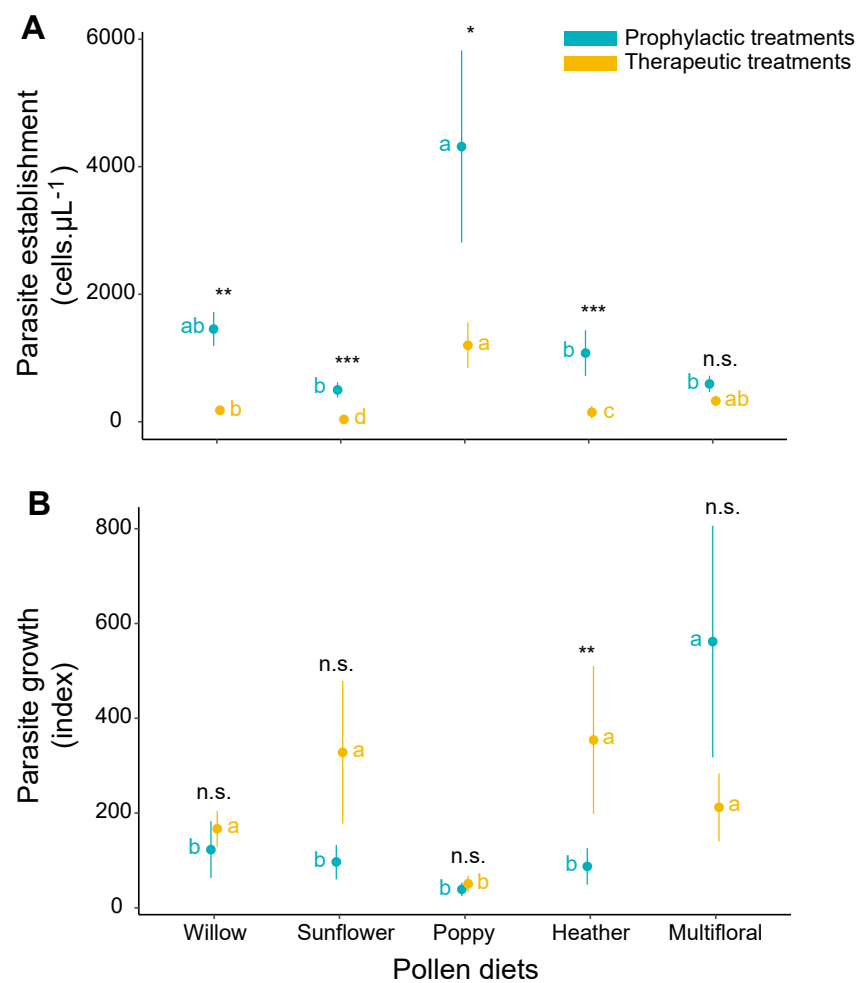 A
Prophylactic treatments
Therapeutic treatments
Parasite establishment
(cells.µL-1)
6000
4000
2000
0
*
a
a
**
ab
b
***
b
d
***
b
c
n.s.
b
ab
B
Parasite growth
(index)
800
600
400
200
0
n.s.
b
a
n.s.
a
b
n.s.
b
b
**
a
b
n.s.
a
a
Willow
Sunflower
Poppy
Heather
Multifloral
Pollen diets